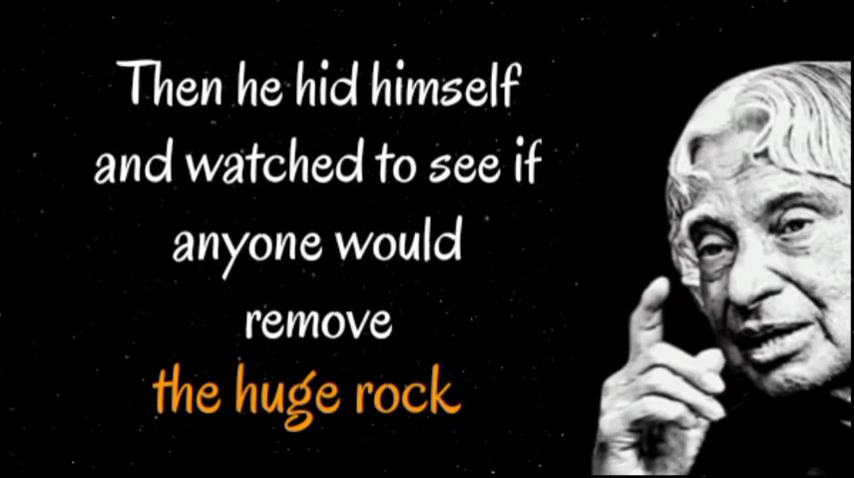 Then he hid himself
and watched to see if
anyone would
remove
the huge rock